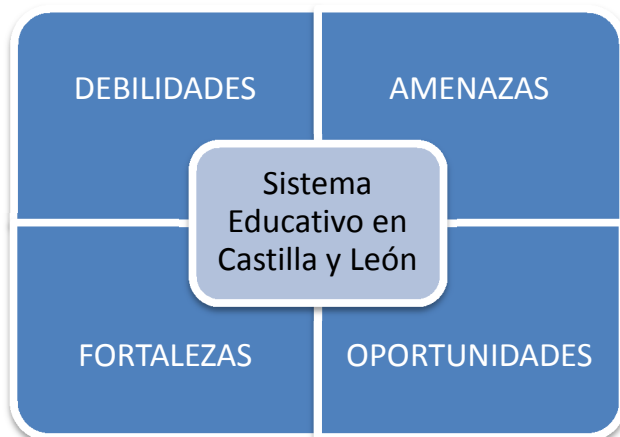 DEBILIDADES
AMENAZAS
Sistema
Educativo en
Castilla y León
FORTALEZAS
OPORTUNIDADES